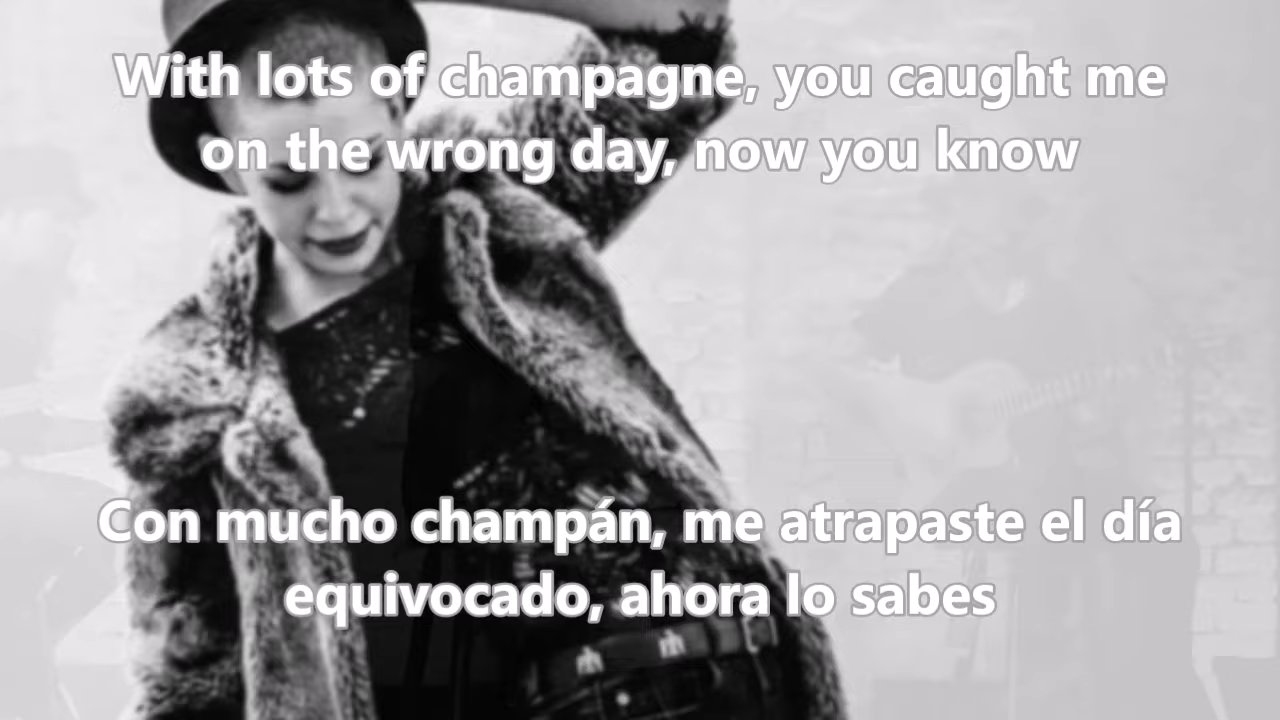 With lots of champagne, you caught me
on the wrong day, now you know
Con mucho champán, me atrapaste el día
equivocado, ahora lo sabes